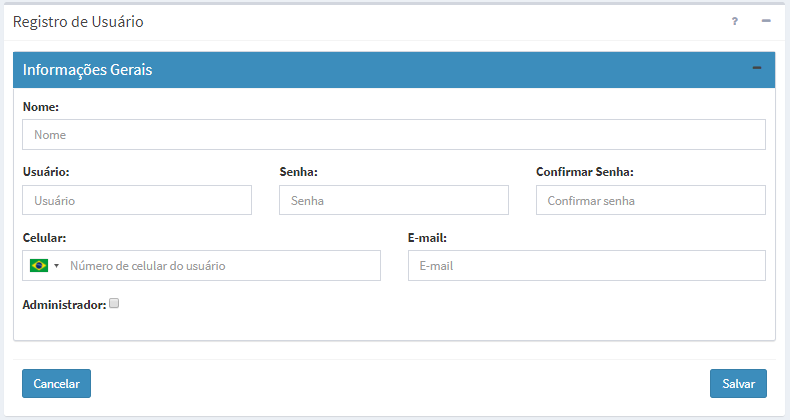 Registro de Usuário ?
Informações Gerais
Nome:
Nome
Usuário: Senha: Confirmar Senha:
Usuário Senha Confirmar senha
Celular: E-mail:
Número de celular do usuário E-mail
Administrador:
Cancelar Salvar